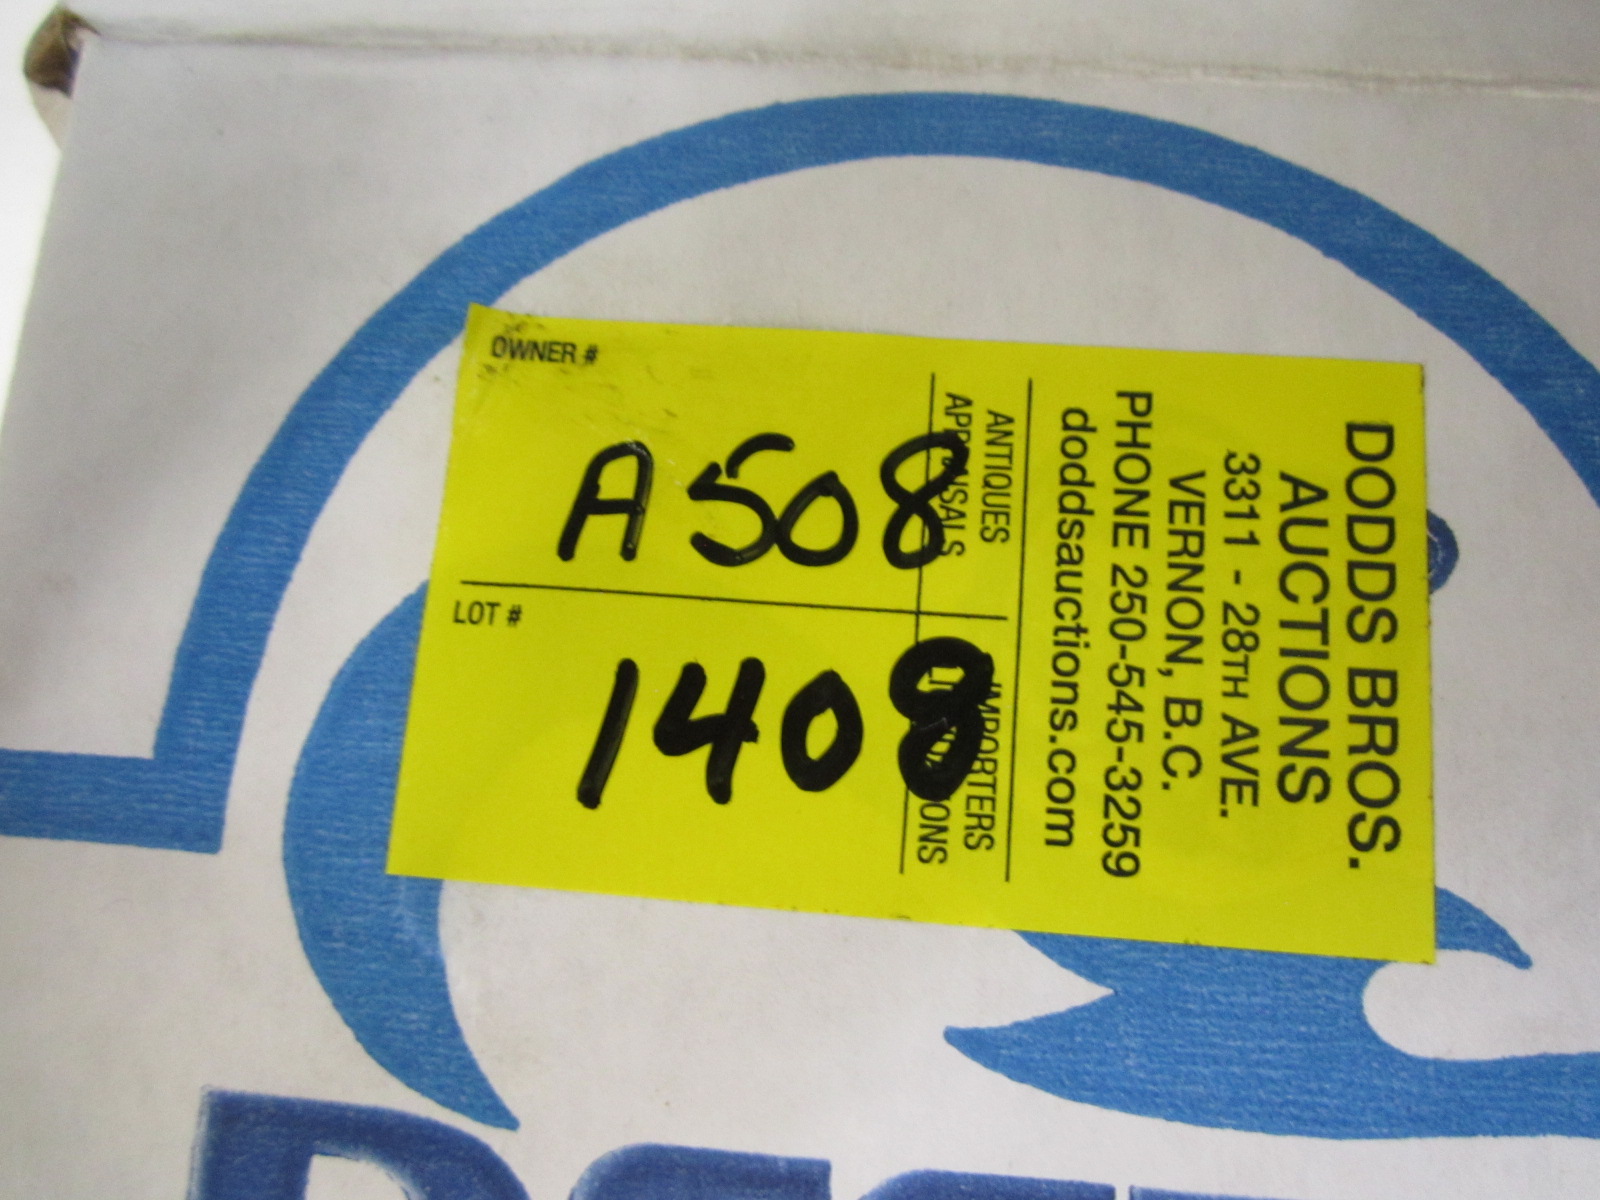 DODDS BROS.
AUCTIONS
3311 - 28TH AVE.
VERNON, B.C.
PHONE 250-545-3259
doddsauctions.com
ANTIQUES
APPRAISALS
IMPORTERS
OWNER #
A508
LOT #
1408